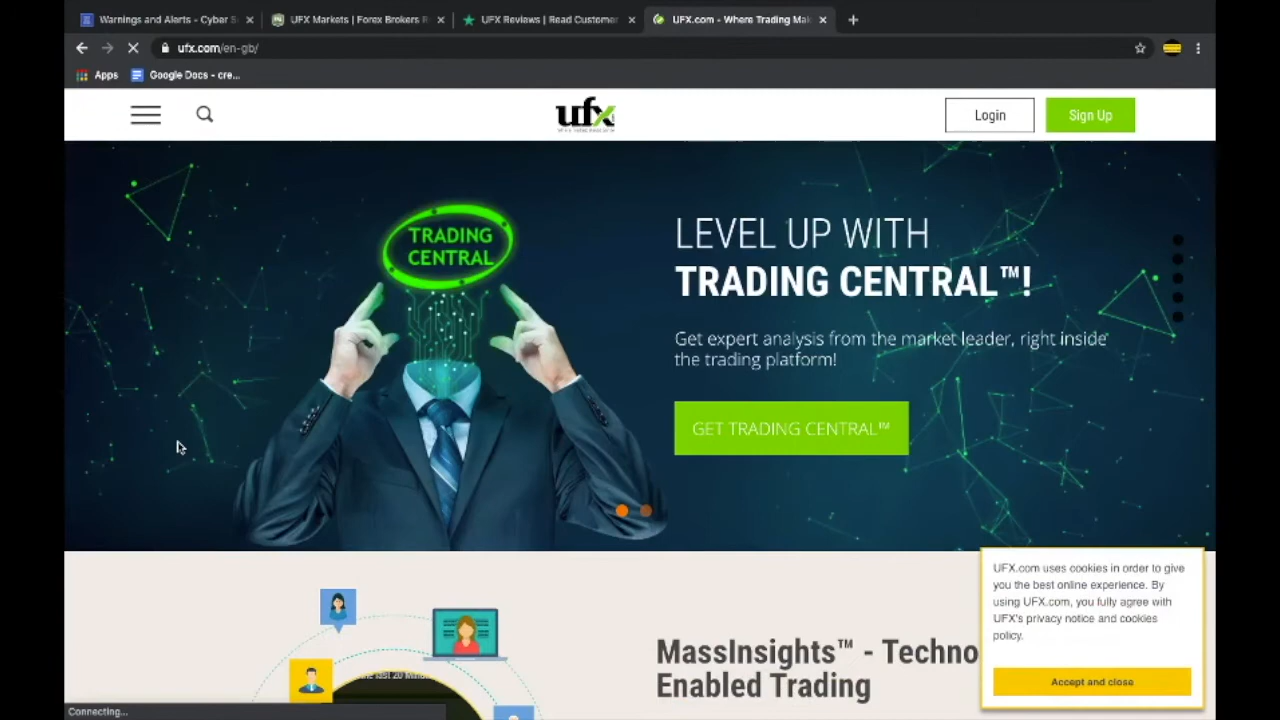 Warnings and Alerts - Cyber S
UFX Markets | Forex Brokers R
UFX Reviews | Read Customer
UFX.com - Where Trading Mak
ufx.com/en-gb/
Apps
Google Docs - cre...
ufx
Login
Sign Up
TRADING
CENTRAL
LEVEL UP WITH
TRADING CENTRAL™!
Get expert analysis from the market leader, right inside
the trading platform!
GET TRADING CENTRAL™
UFX.com uses cookies in order to give
you the best online experience. By
using UFX.com, you fully agree with
UFX's privacy notice and cookies
policy.
Accept and close
MassInsights™ - Techno
Enabled Trading
Connecting...